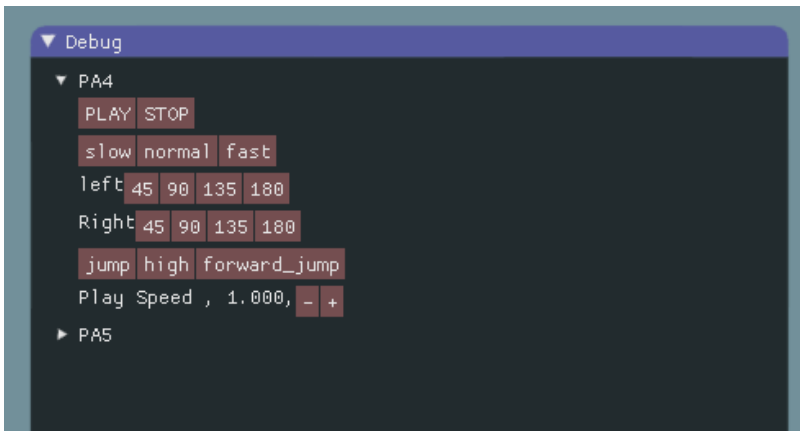 Debug
PA4
PLAY STOP
slow normal fast
left 45 90 135 180
Right 45 90 135 180
jump high forward_jump
Play Speed , 1.000, - +
PA5